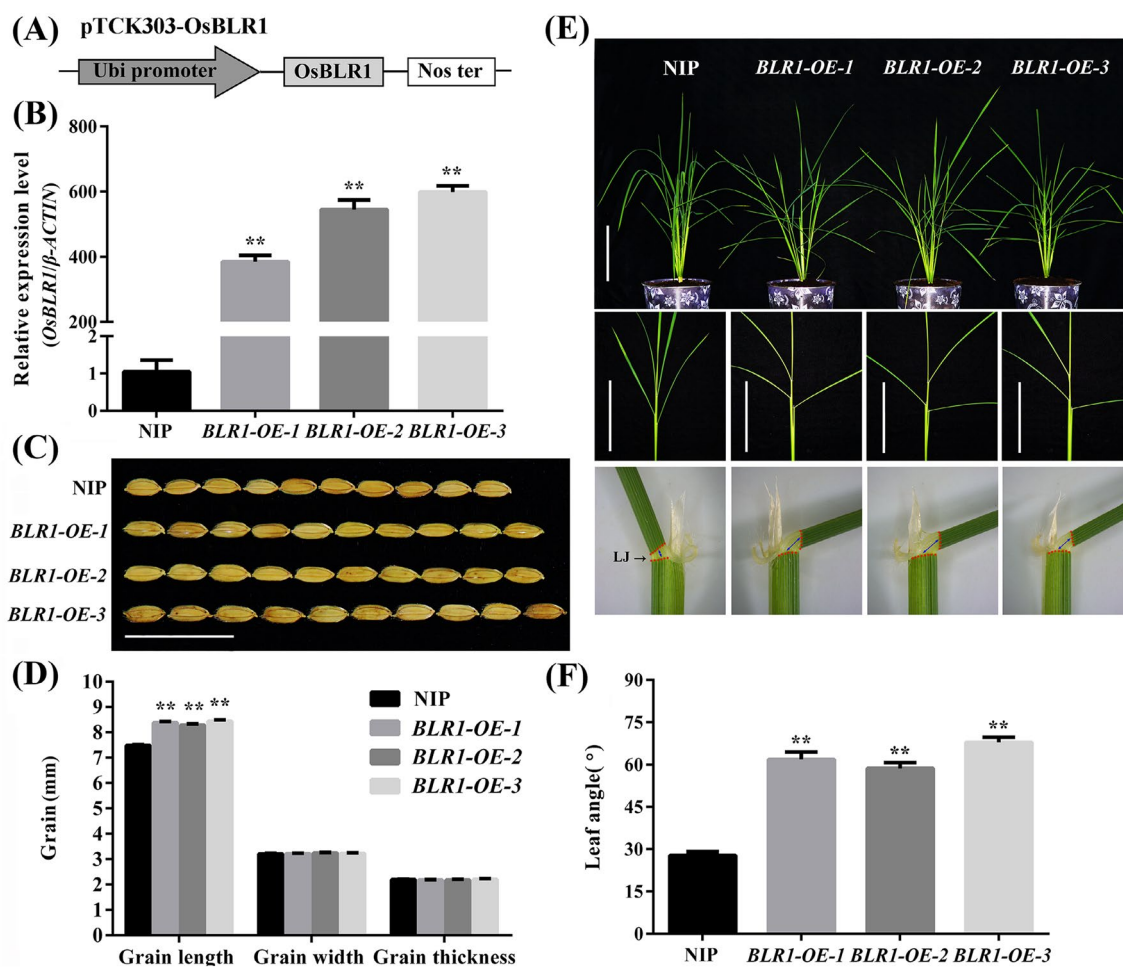 (A)
pTCK303-OsBLR1
Ubi promoter
OsBLR1
Nos ter
(B)
Relative expression level
(OsBLR1/β-ACTIN)
800
600
400
200
2
1
0
**
**
**
NIP
BLR1-OE-1
BLR1-OE-2
BLR1-OE-3
(C)
NIP
BLR1-OE-1
BLR1-OE-2
BLR1-OE-3
(D)
Grain (mm)
10
9
8
7
6
5
4
3
2
1
0
** ** **
NIP
BLR1-OE-1
BLR1-OE-2
BLR1-OE-3
Grain length
Grain width
Grain thickness
(E)
NIP
BLR1-OE-1
BLR1-OE-2
BLR1-OE-3
LJ→
(F)
Leaf angle( °)
90
75
60
45
30
15
0
**
**
**
NIP
BLR1-OE-1
BLR1-OE-2
BLR1-OE-3